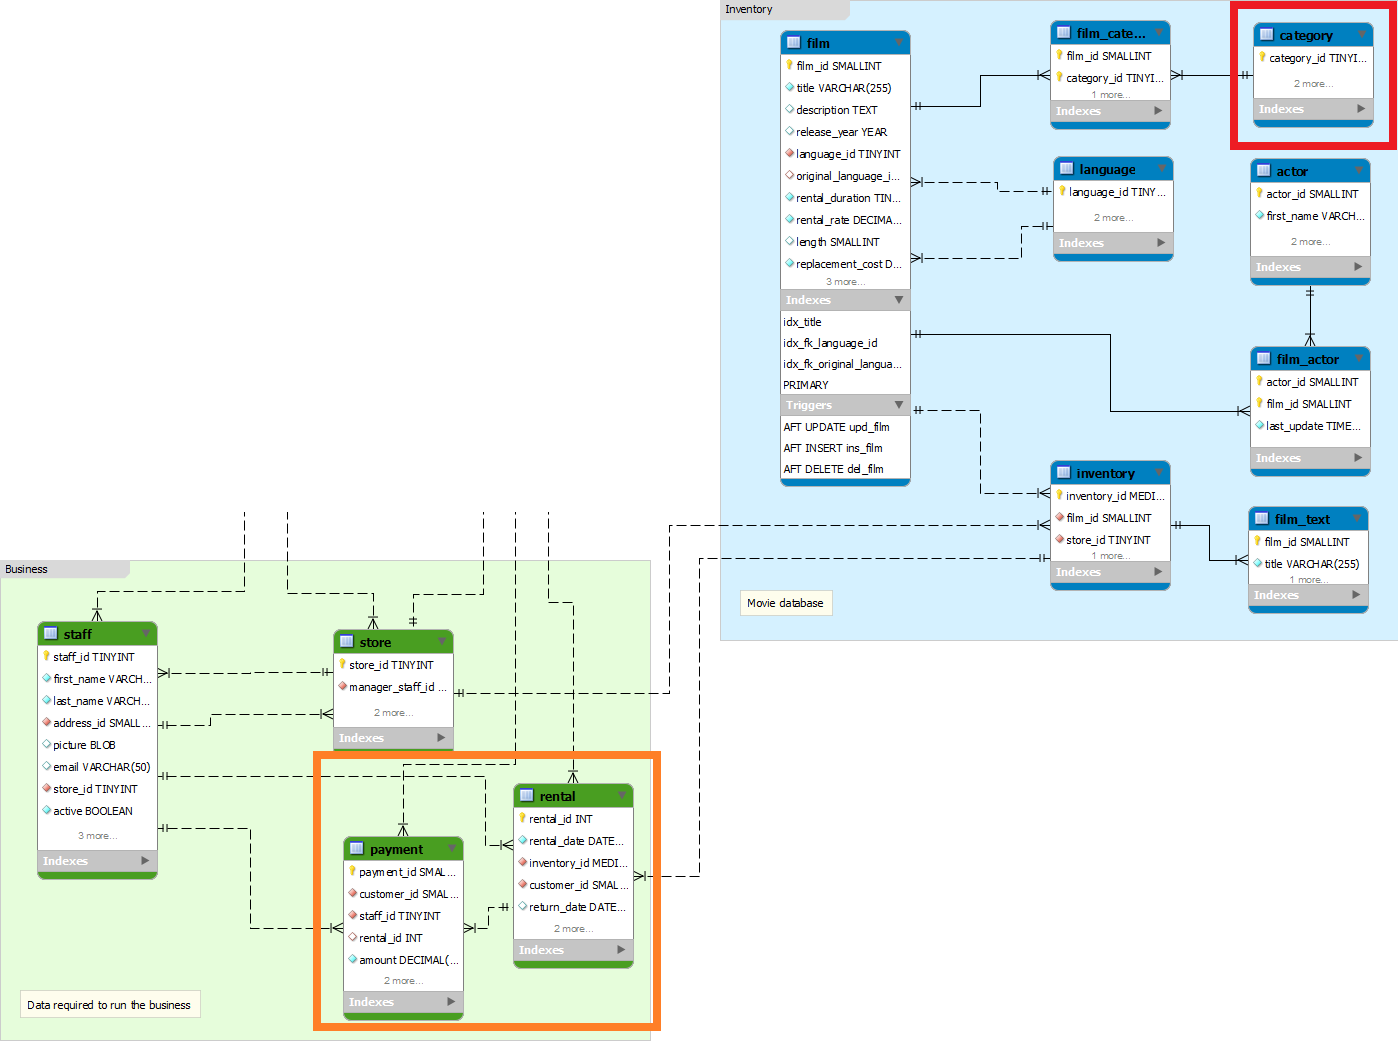 Inventory
film
film_id SMALLINT
title VARCHAR(255)
description TEXT
release_year YEAR
language_id TINYINT
original_language_i...
rental_duration TIN...
rental_rate DECIMA...
length SMALLINT
replacement_cost D...
3 more...
Indexes
idx_title
idx_fk_language_id
idx_fk_original_langua...
PRIMARY
Triggers
AFT UPDATE upd_film
AFT INSERT ins_film
AFT DELETE del_film
film_cate...
film_id SMALLINT
category_id TINYI...
1 more...
Indexes
category
category_id TINYI...
2 more...
Indexes
language
language_id TINY...
2 more...
Indexes
actor
actor_id SMALLINT
first_name VARCH...
2 more...
Indexes
film_actor
actor_id SMALLINT
film_id SMALLINT
last_update TIME...
Indexes
inventory
inventory_id MEDI...
film_id SMALLINT
store_id TINYINT
1 more...
Indexes
film_text
film_id SMALLINT
title VARCHAR(255)
1 more...
Indexes
Movie database
Business
staff
staff_id TINYINT
first_name VARCH...
last_name VARCH...
address_id SMALL...
picture BLOB
email VARCHAR(50)
store_id TINYINT
active BOOLEAN
3 more...
Indexes
store
store_id TINYINT
manager_staff_id ...
2 more...
Indexes
payment
payment_id SMAL...
customer_id SMAL...
staff_id TINYINT
rental_id INT
amount DECIMAL(...
2 more...
Indexes
rental
rental_id INT
rental_date DATE...
inventory_id MEDI...
customer_id SMAL...
return_date DATE...
2 more...
Indexes
Data required to run the business